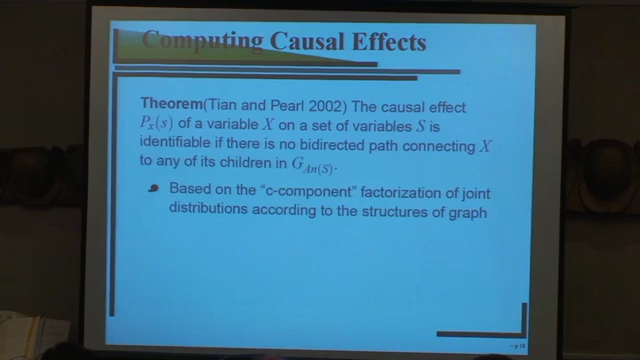 Computing Causal Effects
Theorem(Tian and Pearl 2002) The causal effect
Pₓ(s) of a variable X on a set of variables S is
identifiable if there is no bidirected path connecting X
to any of its children in G_An(S).
Based on the “c-component” factorization of joint
distributions according to the structures of graph